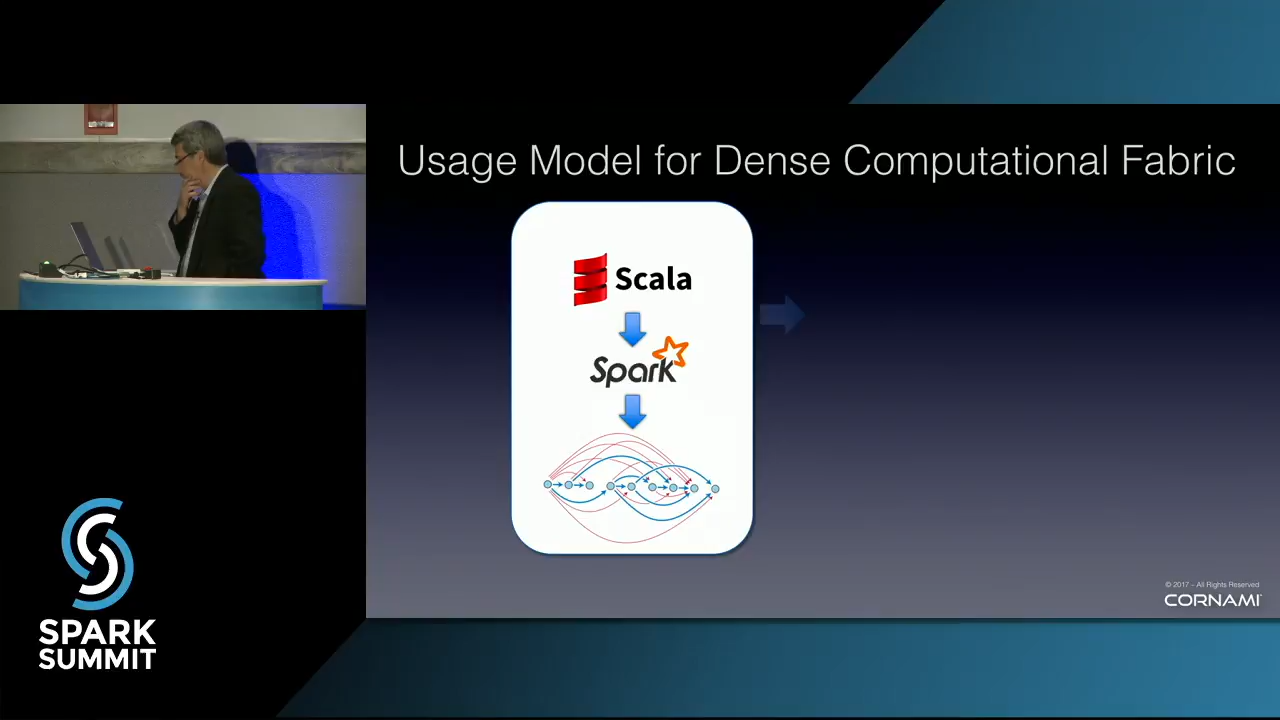 Usage Model for Dense Computational Fabric
Scala
Spark
© 2017 - All Rights Reserved
CORNAMI
SPARK
SUMMIT